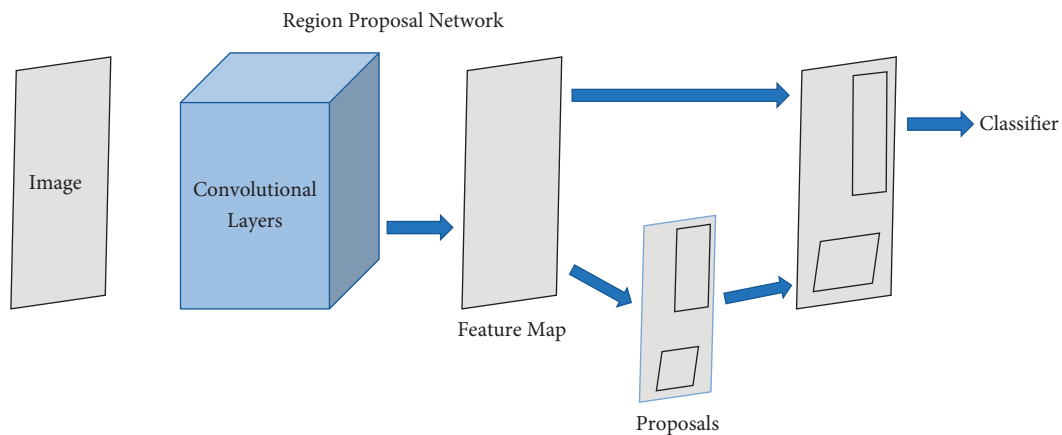 Region Proposal Network
Image
Convolutional
Layers
Feature Map
Proposals
Classifier